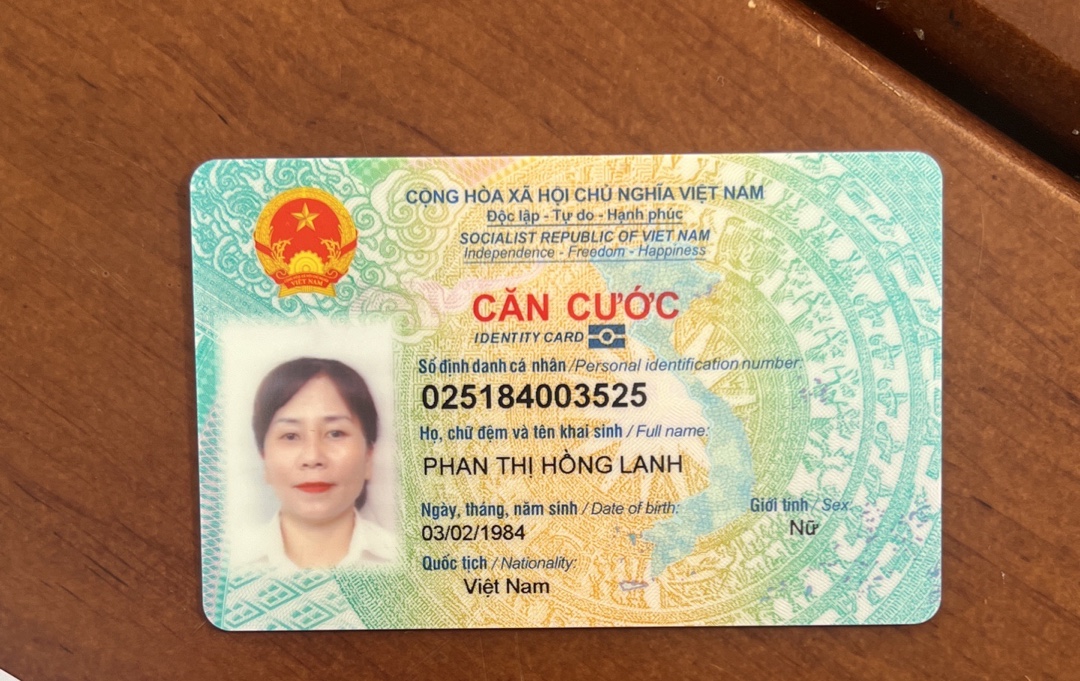 CỘNG HÒA XÃ HỘI CHỦ NGHĨA VIỆT NAM
Độc lập - Tự do - Hạnh phúc
SOCIALIST REPUBLIC OF VIET NAM
Independence - Freedom - Happiness
VIỆT NAM
CĂN CƯỚC
IDENTITY CARD
Số định danh cá nhân / Personal identification number:
025184003525
Họ, chữ đệm và tên khai sinh / Full name:
PHAN THỊ HỒNG LANH
Ngày, tháng, năm sinh / Date of birth: Giới tính / Sex:
03/02/1984 Nữ
Quốc tịch / Nationality:
Việt Nam